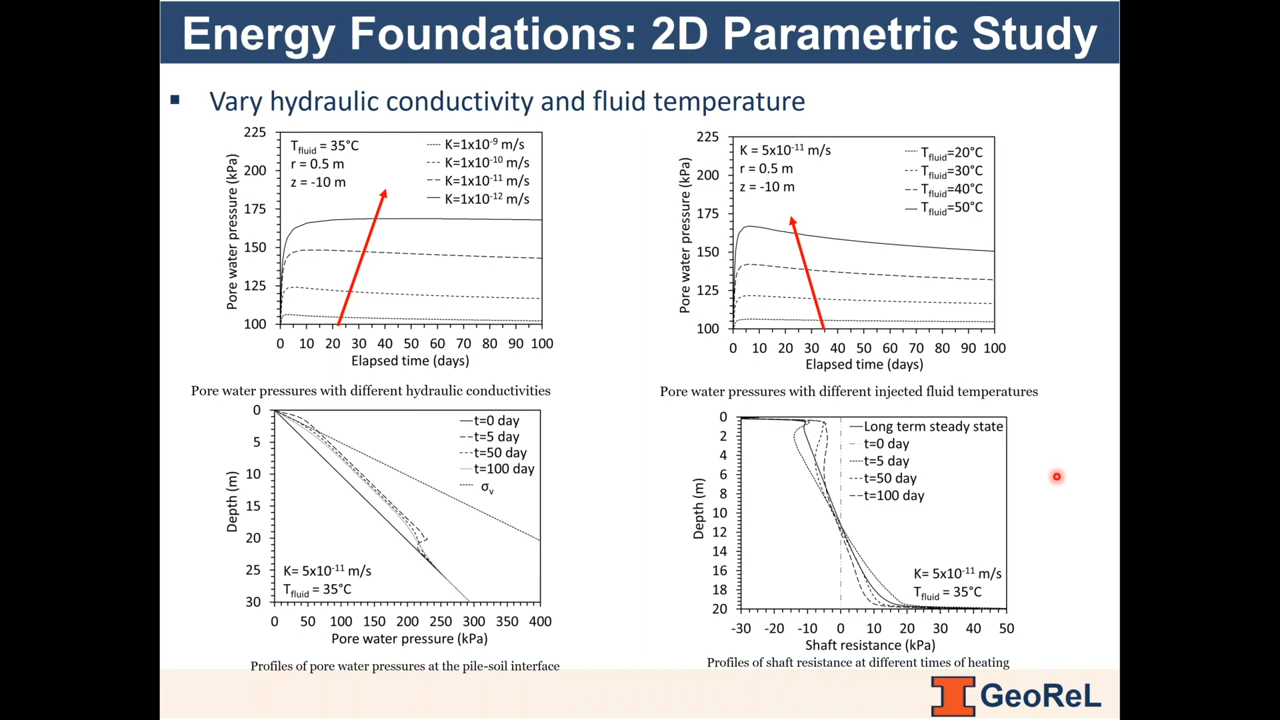 Energy Foundations: 2D Parametric Study
▪ Vary hydraulic conductivity and fluid temperature
225
200
175
150
125
100
Pore water pressure (kPa)
T_fluid = 35°C
r = 0.5 m
z = -10 m
K=1x10⁻⁹ m/s
K=1x10⁻¹⁰ m/s
K=1x10⁻¹¹ m/s
K=1x10⁻¹² m/s
0 10 20 30 40 50 60 70 80 90 100
Elapsed time (days)
Pore water pressures with different hydraulic conductivities
225
200
175
150
125
100
Pore water pressure (kPa)
K = 5x10⁻¹¹ m/s
r = 0.5 m
z = -10 m
T_fluid=20°C
T_fluid=30°C
T_fluid=40°C
T_fluid=50°C
0 10 20 30 40 50 60 70 80 90 100
Elapsed time (days)
Pore water pressures with different injected fluid temperatures
0
5
10
15
20
25
30
Depth (m)
t=0 day
t=5 day
t=50 day
t=100 day
σᵥ
K= 5x10⁻¹¹ m/s
T_fluid = 35°C
0 50 100 150 200 250 300 350 400
Pore water pressure (kPa)
Profiles of pore water pressures at the pile-soil interface
0
2
4
6
8
10
12
14
16
18
20
Depth (m)
Long term steady state
t=0 day
t=5 day
t=50 day
t=100 day
K= 5x10⁻¹¹ m/s
T_fluid = 35°C
-30 -20 -10 0 10 20 30 40 50
Shaft resistance (kPa)
Profiles of shaft resistance at different times of heating
I GeoReL